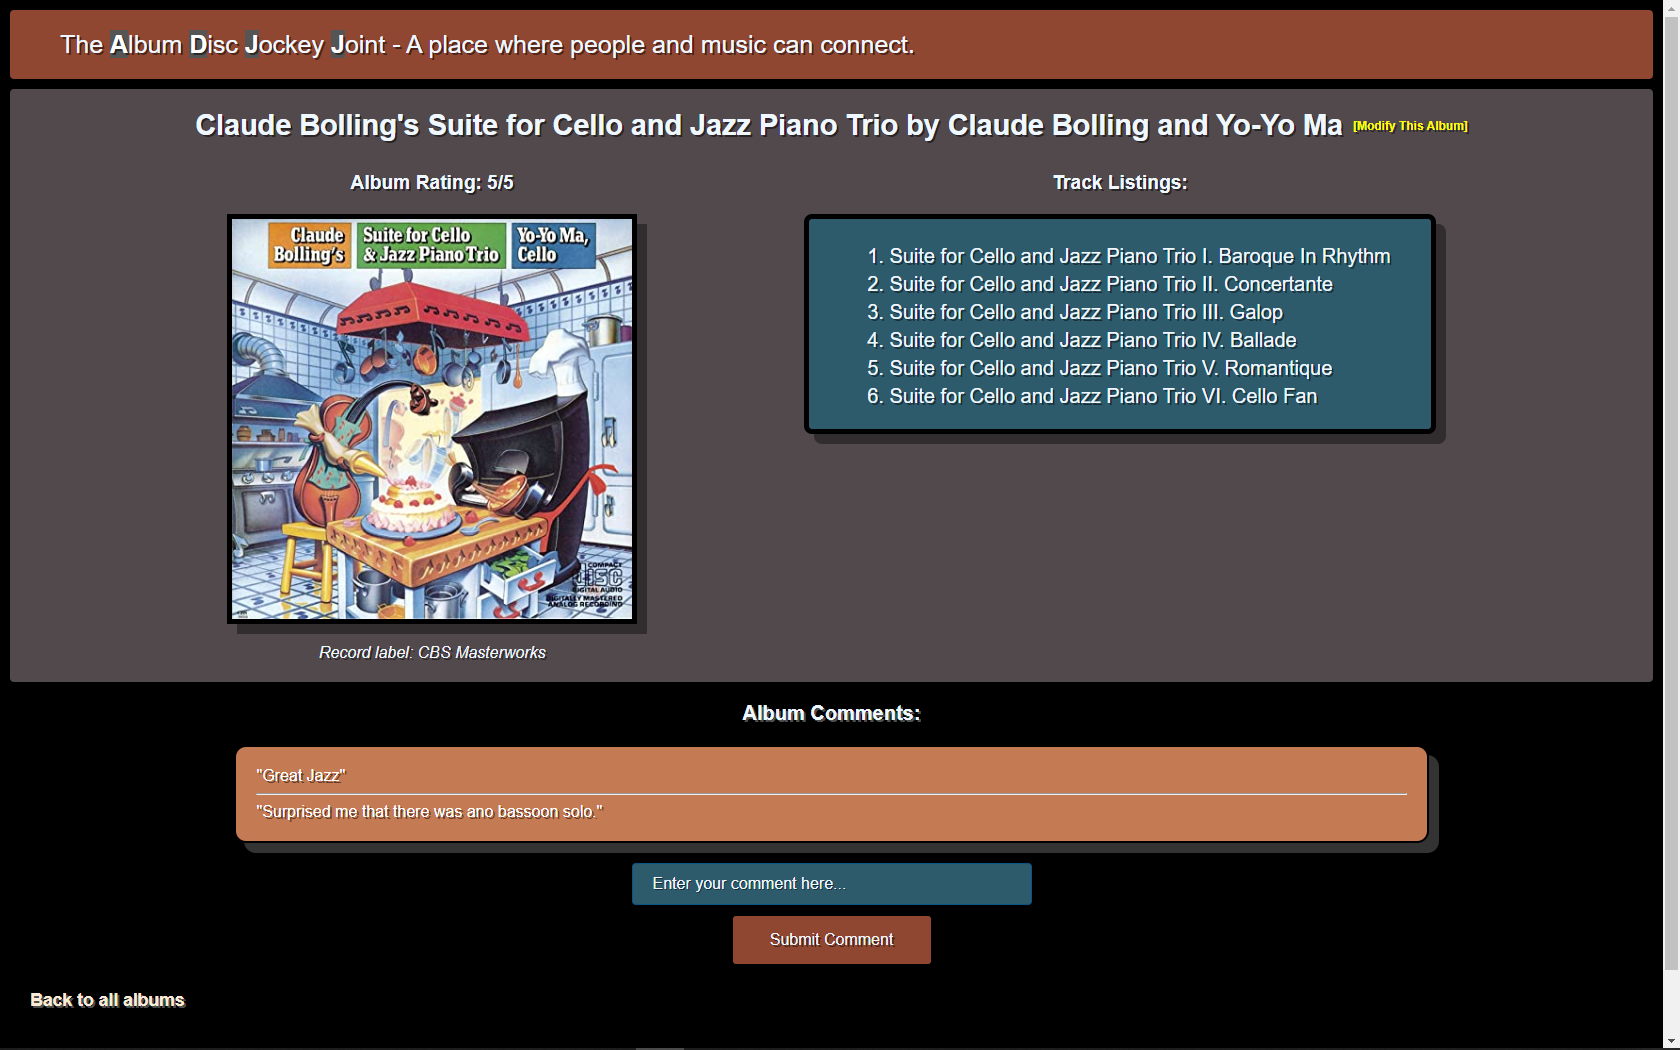 The Album Disc Jockey Joint - A place where people and music can connect.
Claude Bolling's Suite for Cello and Jazz Piano Trio by Claude Bolling and Yo-Yo Ma [Modify This Album]
Album Rating: 5/5
Claude Bolling's
Suite for Cello & Jazz Piano Trio
Yo-Yo Ma, Cello
COMPACT
disc
DIGITAL AUDIO
DIGITALLY MASTERED
ANALOG RECORDING
Record label: CBS Masterworks
Track Listings:
1. Suite for Cello and Jazz Piano Trio I. Baroque In Rhythm
2. Suite for Cello and Jazz Piano Trio II. Concertante
3. Suite for Cello and Jazz Piano Trio III. Galop
4. Suite for Cello and Jazz Piano Trio IV. Ballade
5. Suite for Cello and Jazz Piano Trio V. Romantique
6. Suite for Cello and Jazz Piano Trio VI. Cello Fan
Album Comments:
"Great Jazz"
"Surprised me that there was ano bassoon solo."
Enter your comment here...
Submit Comment
Back to all albums